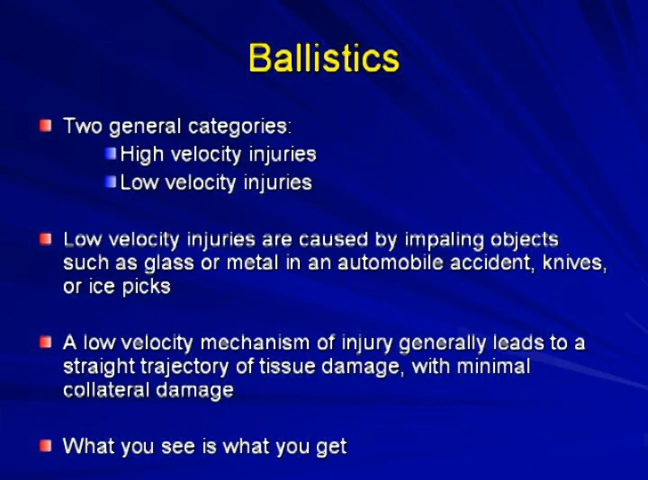 Ballistics
Two general categories:
High velocity injuries
Low velocity injuries
Low velocity injuries are caused by impaling objects
such as glass or metal in an automobile accident, knives,
or ice picks
A low velocity mechanism of injury generally leads to a
straight trajectory of tissue damage, with minimal
collateral damage
What you see is what you get